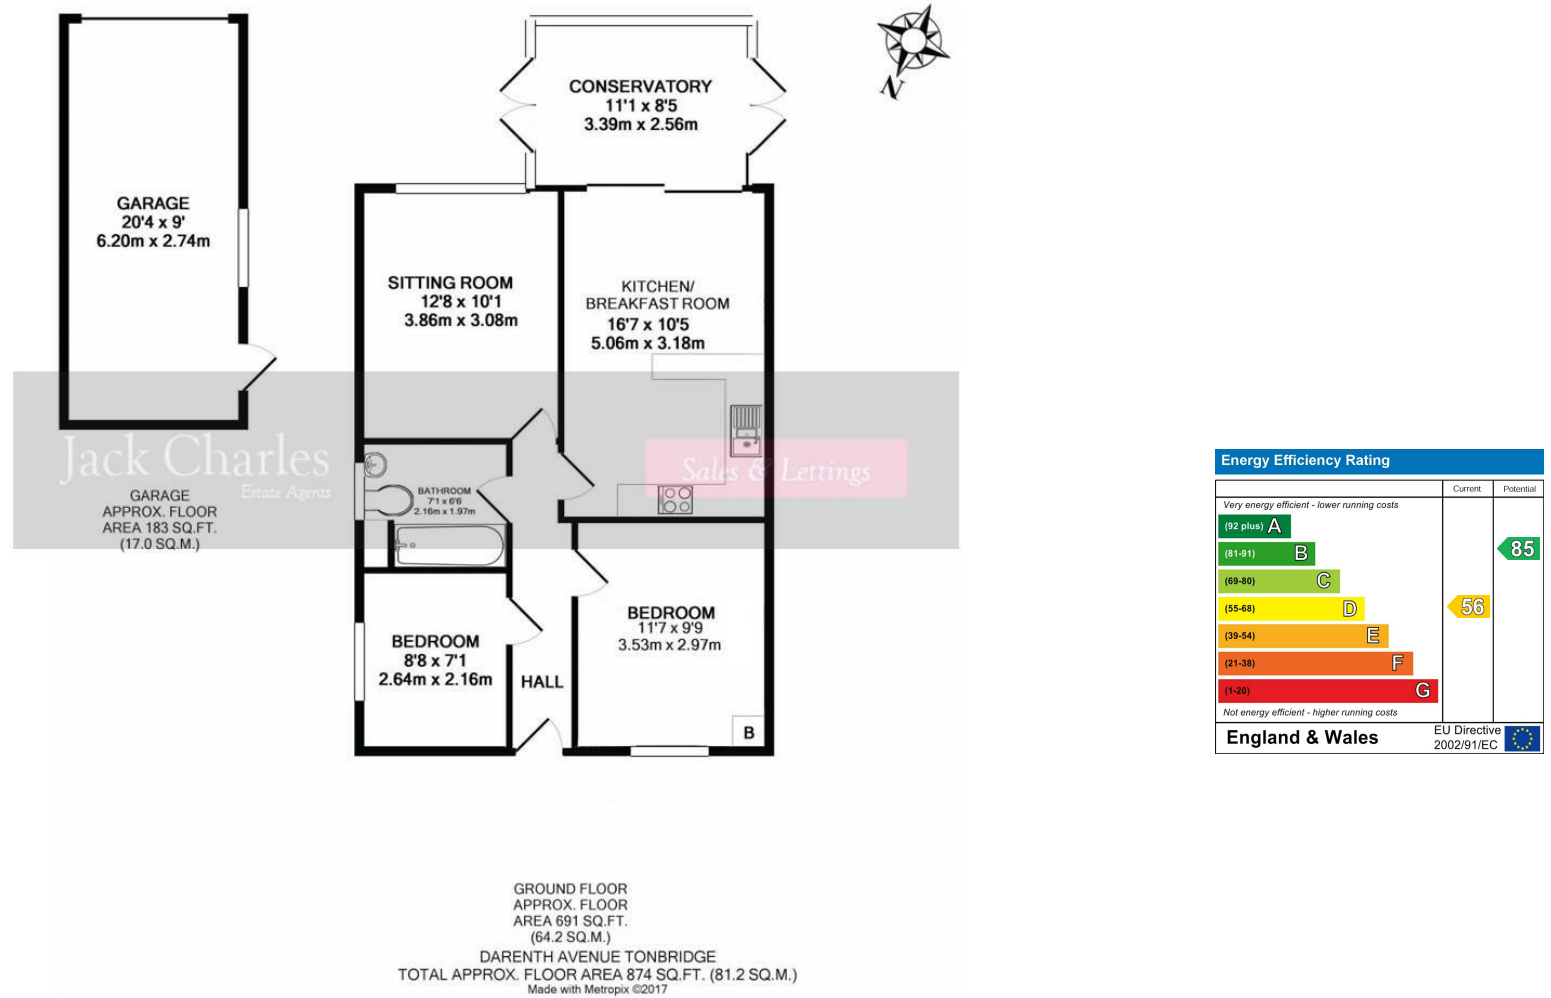 CONSERVATORY
11'1 x 8'5
3.39m x 2.56m
N
GARAGE
20'4 x 9'
6.20m x 2.74m
SITTING ROOM
12'8 x 10'1
3.86m x 3.08m
KITCHEN/
BREAKFAST ROOM
16'7 x 10'5
5.06m x 3.18m
Jack Charles
Estate Agents
Sales & Lettings
GARAGE
APPROX. FLOOR
AREA 183 SQ.FT.
(17.0 SQ.M.)
BATHROOM
7'1 x 6'6
2.16m x 1.97m
BEDROOM
8'8 x 7'1
2.64m x 2.16m
HALL
BEDROOM
11'7 x 9'9
3.53m x 2.97m
B
GROUND FLOOR
APPROX. FLOOR
AREA 691 SQ.FT.
(64.2 SQ.M.)
DARENTH AVENUE TONBRIDGE
TOTAL APPROX. FLOOR AREA 874 SQ.FT. (81.2 SQ.M.)
Made with Metropix ©2017
Energy Efficiency Rating
Current Potential
Very energy efficient - lower running costs
(92 plus) A
(81-91) B
(69-80) C
(55-68) D
(39-54) E
(21-38) F
(1-20) G
85
56
Not energy efficient - higher running costs
England & Wales
EU Directive
2002/91/EC